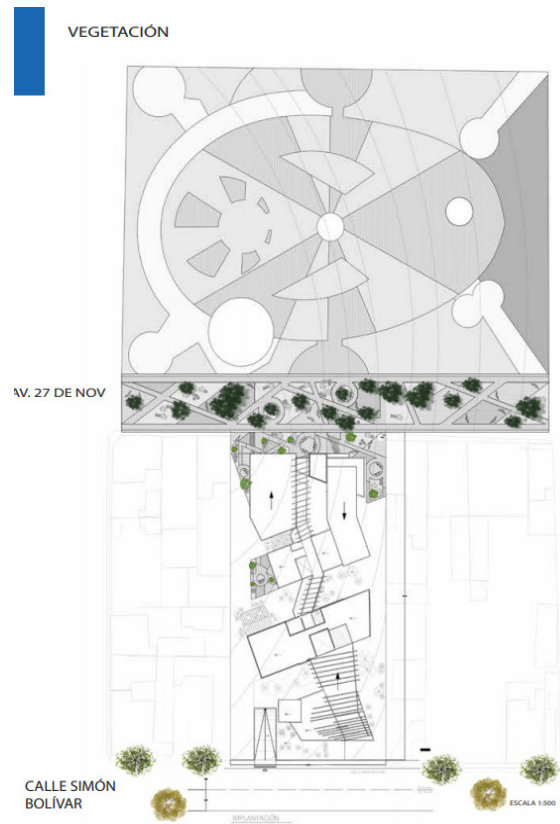 VEGETACIÓN
AV. 27 DE NOV
CALLE SIMÓN
BOLÍVAR
ESCALA 1:500
IMPLANTACIÓN